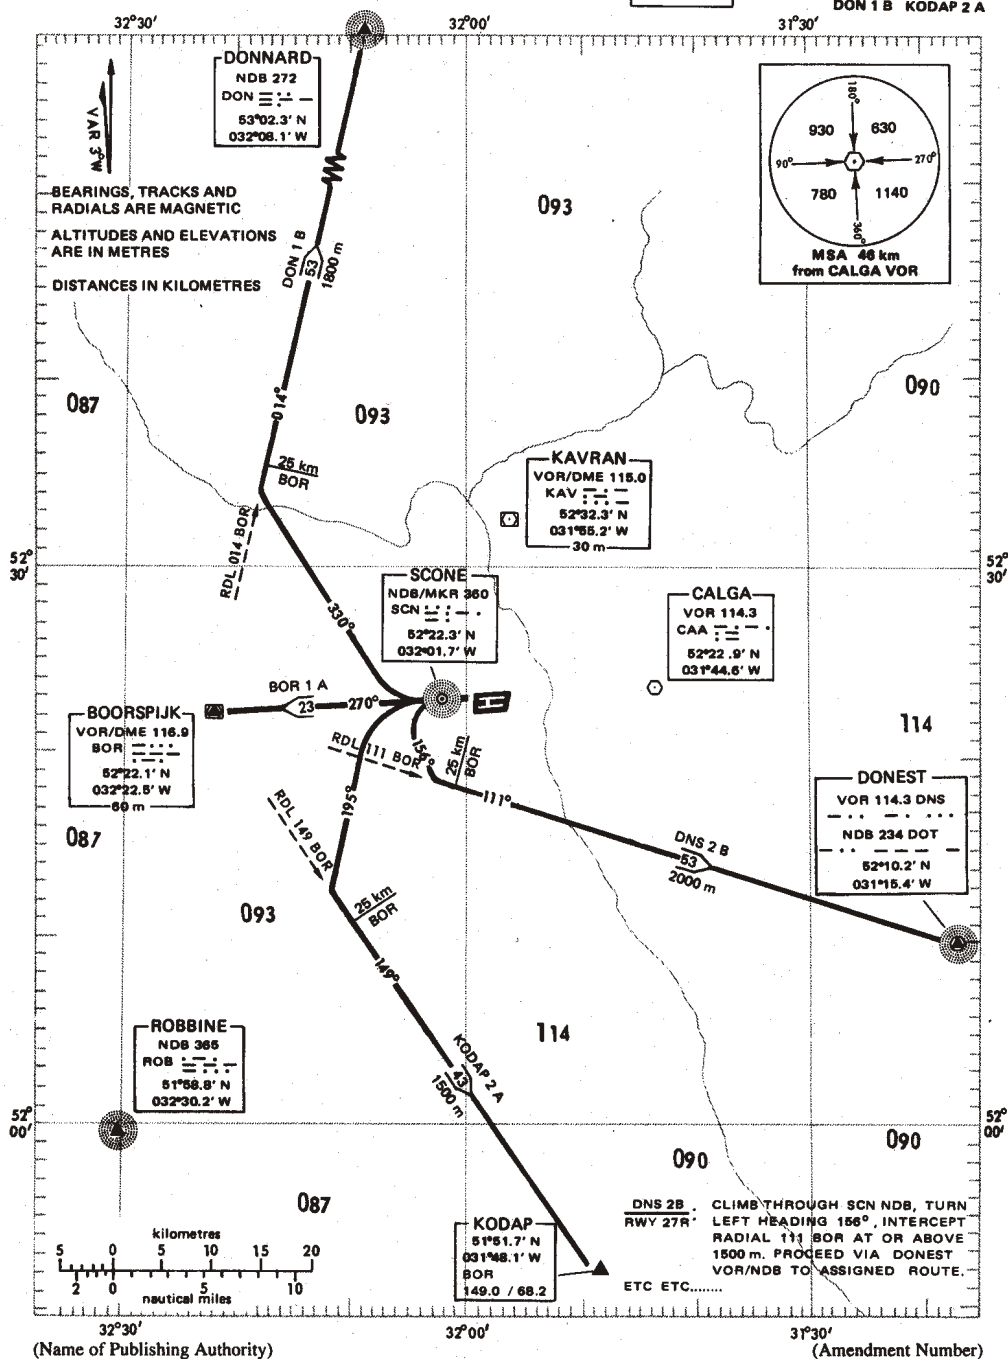 DON 1 B KODAP 2 A
32°30'
32°00'
31°30'
DONNARD
NDB 272
DON
53°02.3' N
032°08.1' W
VAR 3°W
BEARINGS, TRACKS AND
RADIALS ARE MAGNETIC
ALTITUDES AND ELEVATIONS
ARE IN METRES
DISTANCES IN KILOMETRES
180°
930
630
90°
270°
780
1140
360°
MSA 46 km
from CALGA VOR
093
DON 1 B
53
1800 m
014°
087
093
090
25 km
BOR
RDL 014 BOR
KAVRAN
VOR/DME 115.0
KAV
52°32.3' N
031°55.2' W
30 m
52°
30'
52°
30'
330°
SCONE
NDB/MKR 360
SCN
52°22.3' N
032°01.7' W
CALGA
VOR 114.3
CAA
52°22.9' N
031°44.6' W
BOR 1 A
23
270°
BOORSPIJK
VOR/DME 116.9
BOR
52°22.1' N
032°22.5' W
60 m
RDL 111 BOR
156°
25 km
BOR
111°
114
DONEST
VOR 114.3 DNS
NDB 234 DOT
52°10.2' N
031°15.4' W
DNS 2 B
53
2000 m
087
195°
RDL 149 BOR
25 km
BOR
093
149°
114
KODAP 2 A
43
1500 m
ROBBINE
NDB 365
ROB
51°58.8' N
032°30.2' W
52°
00'
52°
00'
090
090
087
KODAP
51°51.7' N
031°48.1' W
BOR
149.0 / 68.2
DNS 2B . CLIMB THROUGH SCN NDB, TURN
RWY 27R LEFT HEADING 156°, INTERCEPT
RADIAL 111 BOR AT OR ABOVE
1500 m. PROCEED VIA DONEST
VOR/NDB TO ASSIGNED ROUTE.
ETC ETC........
kilometres
5 0 5 10 15 20
2 0 5 10
nautical miles
32°30'
32°00'
31°30'
(Name of Publishing Authority)
(Amendment Number)